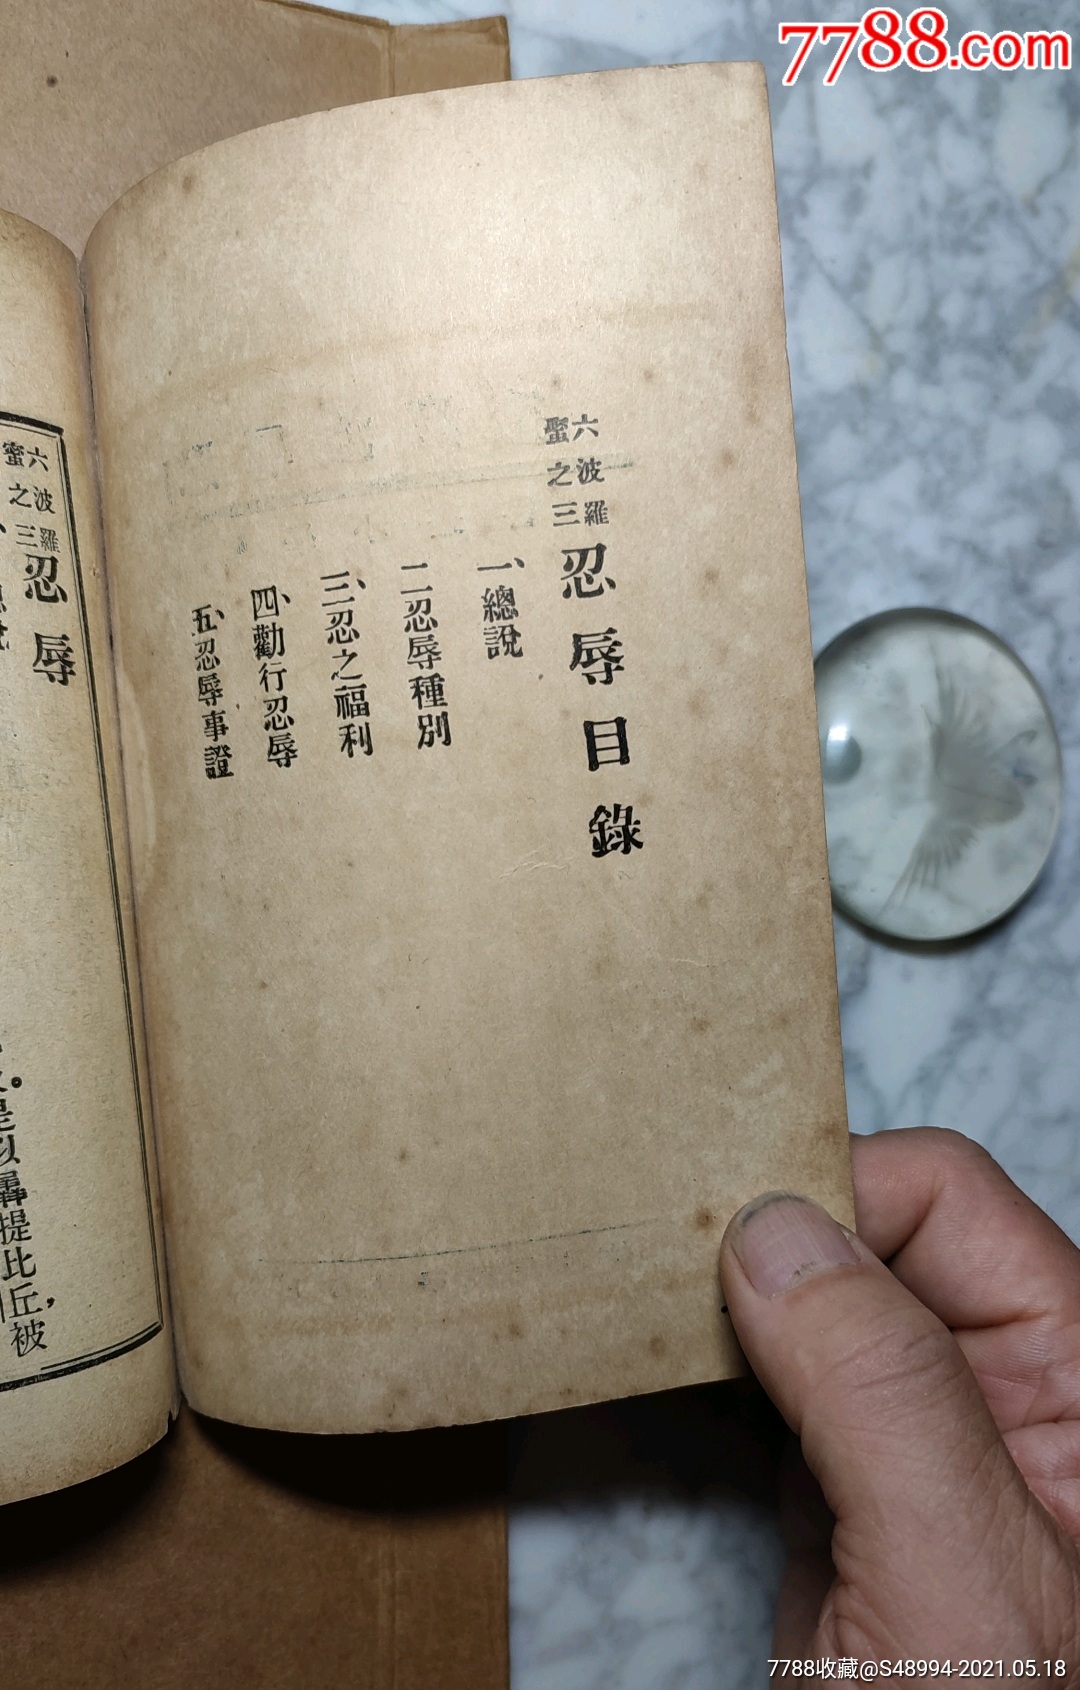 7788.com
六波羅
蜜之三
忍辱目錄
一、總說
二忍辱種別
三、忍之福利
四、勸行忍辱
五、忍辱事證
六波羅
蜜之三
忍辱
是以羼提比丘，被
7788收藏@S48994-2021.05.18